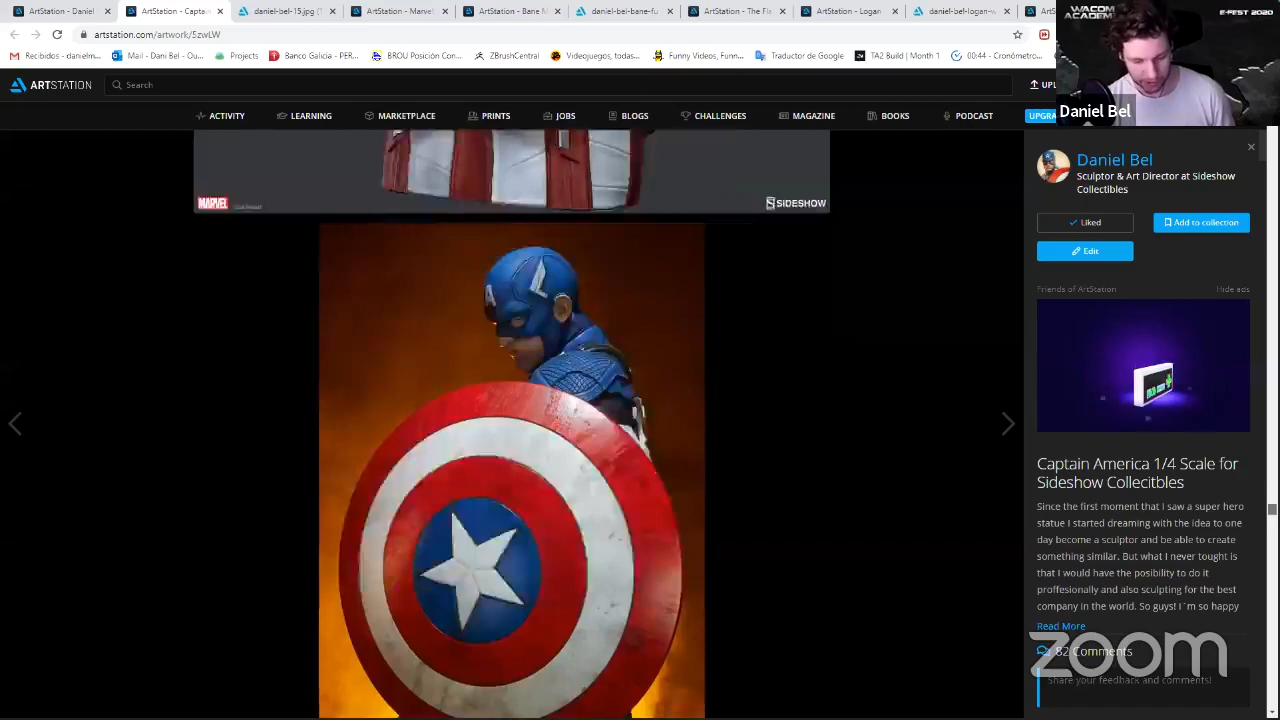 ArtStation - Daniel
ArtStation - Captai
daniel-bel-15.jpg (1
ArtStation - Marvel
ArtStation - Bane M
daniel-bel-bane-fu
ArtStation - The Fla
ArtStation - Logan
daniel-bel-logan-w
artstation.com/artwork/5zwLW
Recibidos - danielm
Mail - Dani Bel - Ou
Projects
Banco Galicia - PER
BROU Posición Con
ZBrushCentral
Videojuegos, todas
Funny Videos, Funn
Traductor de Google
TA2 Build | Month 1
00:44 - Cronómetro
WACOM
ACADEMY
E-FEST 2020
Daniel Bel
ARTSTATION
Search
UPL
ACTIVITY
LEARNING
MARKETPLACE
PRINTS
JOBS
BLOGS
CHALLENGES
MAGAZINE
BOOKS
PODCAST
UPGRA
MARVEL
SIDESHOW
A
Daniel Bel
Sculptor & Art Director at Sideshow
Collectibles
Liked
Add to collection
Edit
Friends of ArtStation
Hide ads
Captain America 1/4 Scale for
Sideshow Collecitbles
Since the first moment that I saw a super hero
statue I started dreaming with the idea to one
day become a sculptor and be able to create
something similar. But what I never tought is
that I would have the posibility to do it
proffesionally and also sculpting for the best
company in the world. So guys! I´m so happy
Read More
82 Comments
Share your feedback and comments!
zoom